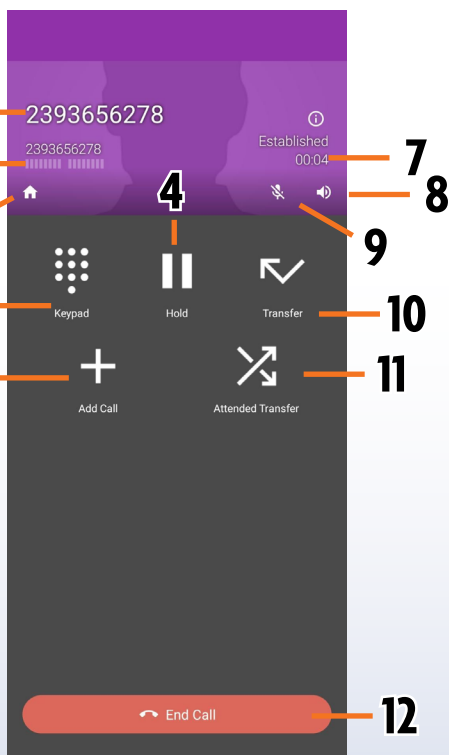 2393656278
2393656278
Established
00:04
7
8
4
9
Keypad
Hold
Transfer
10
11
Add Call
Attended Transfer
End Call
12